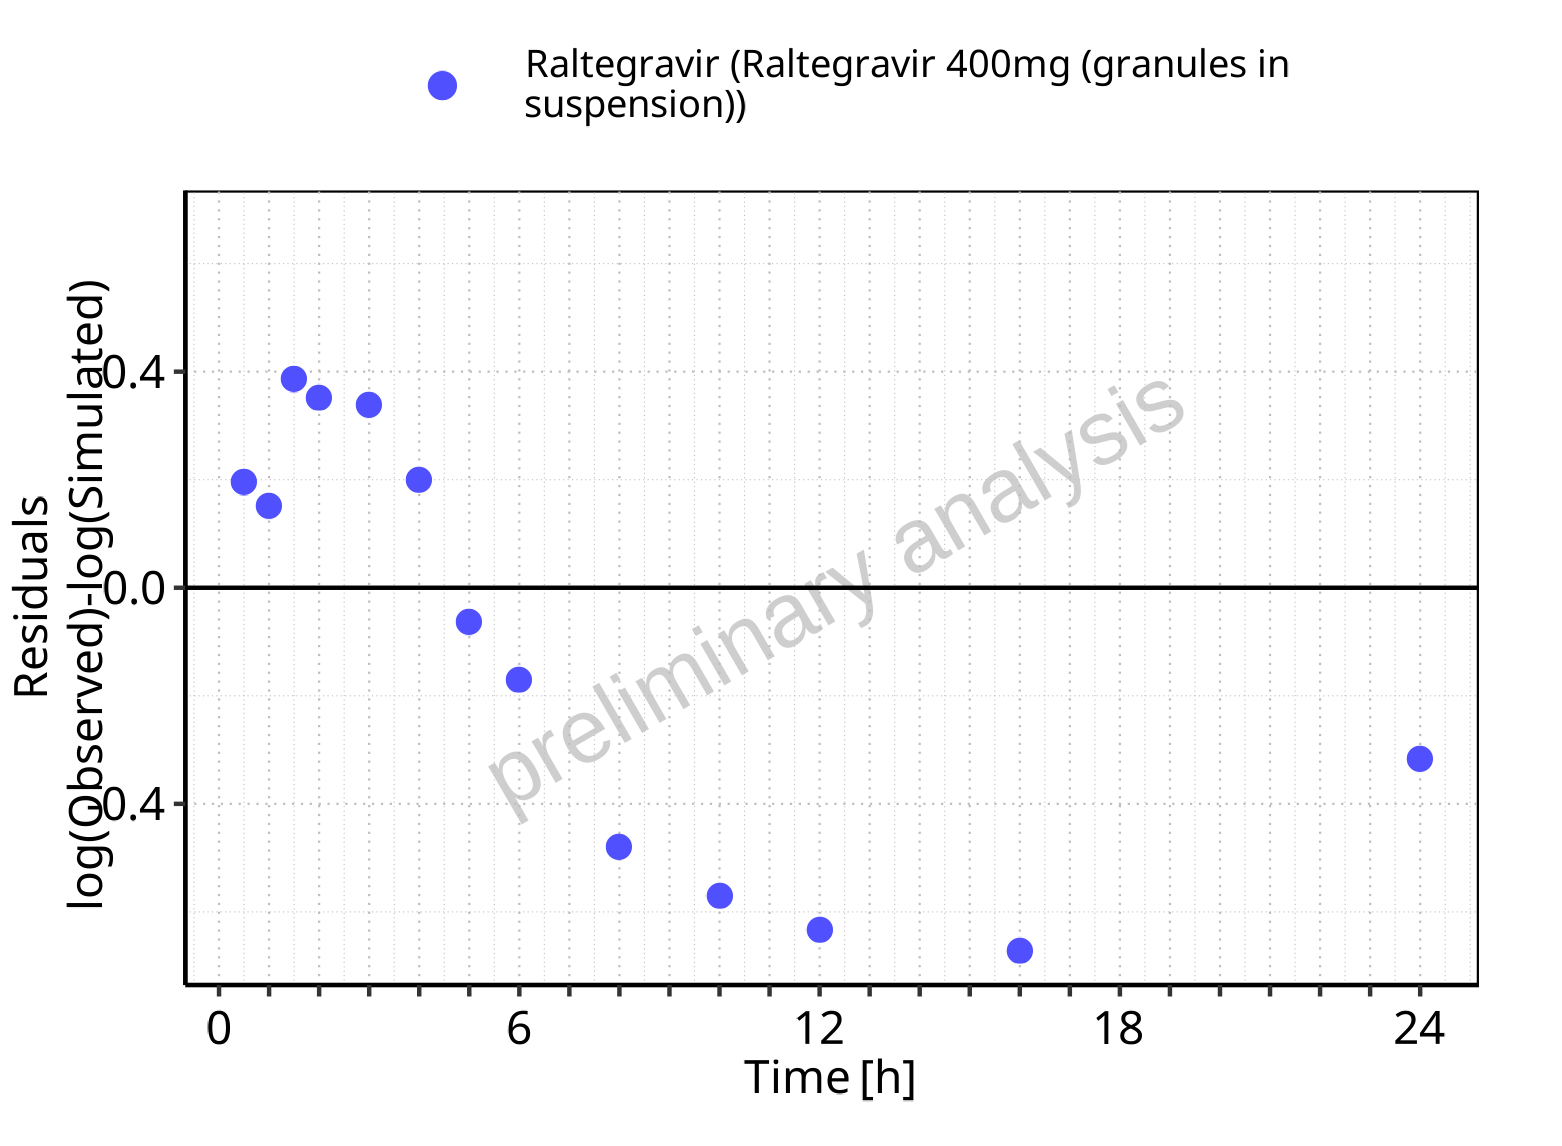 Raltegravir (Raltegravir 400mg (granules in
suspension))
Residuals
log(Observed)-log(Simulated)
0.4
0.0
-0.4
preliminary analysis
0
6
12
18
24
Time [h]